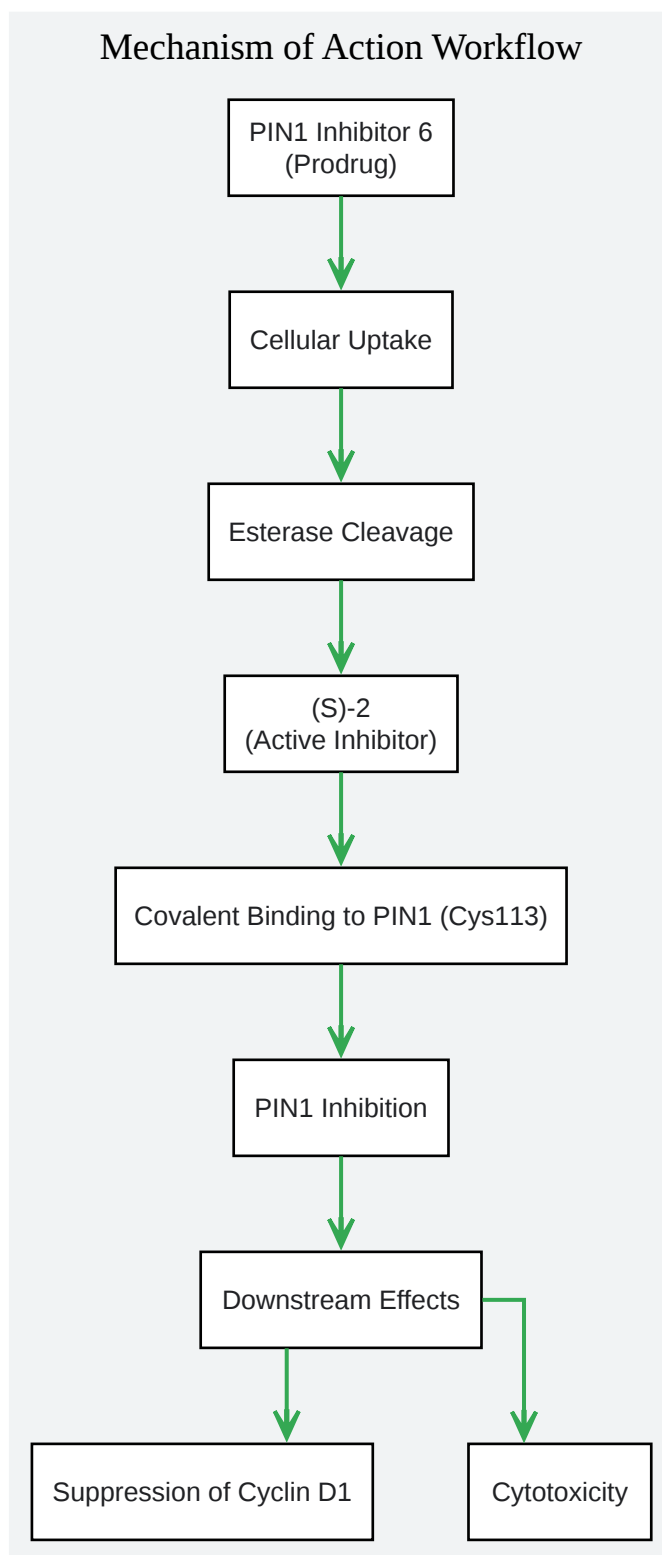 Mechanism of Action Workflow
PIN1 Inhibitor 6
(Prodrug)
Cellular Uptake
Esterase Cleavage
(S)-2
(Active Inhibitor)
Covalent Binding to PIN1 (Cys113)
PIN1 Inhibition
Downstream Effects
Suppression of Cyclin D1
Cytotoxicity